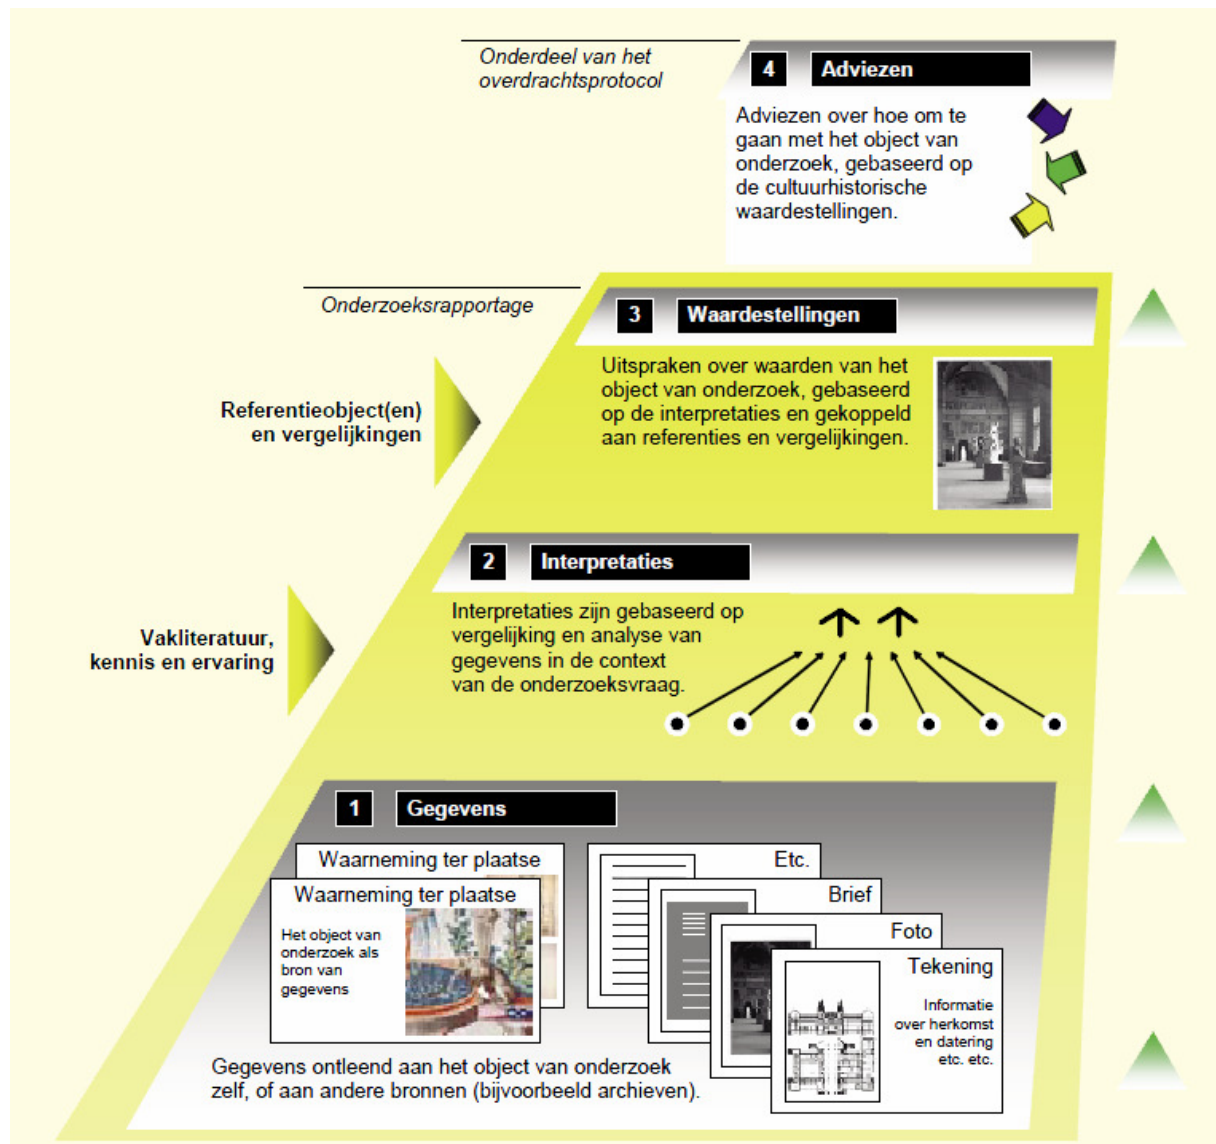 Onderdeel van het
overdrachtsprotocol
4 Adviezen
Adviezen over hoe om te
gaan met het object van
onderzoek, gebaseerd op
de cultuurhistorische
waardestellingen.
Onderzoeksrapportage
3 Waardestellingen
Uitspraken over waarden van het
object van onderzoek, gebaseerd
op de interpretaties en gekoppeld
aan referenties en vergelijkingen.
Referentieobject(en)
en vergelijkingen
2 Interpretaties
Interpretaties zijn gebaseerd op
vergelijking en analyse van
gegevens in de context
van de onderzoeksvraag.
Vakliteratuur,
kennis en ervaring
1 Gegevens
Waarneming ter plaatse
Waarneming ter plaatse
Het object van
onderzoek als
bron van
gegevens
Etc.
Brief
Foto
Tekening
Informatie
over herkomst
en datering
etc. etc.
Gegevens ontleend aan het object van onderzoek
zelf, of aan andere bronnen (bijvoorbeeld archieven).